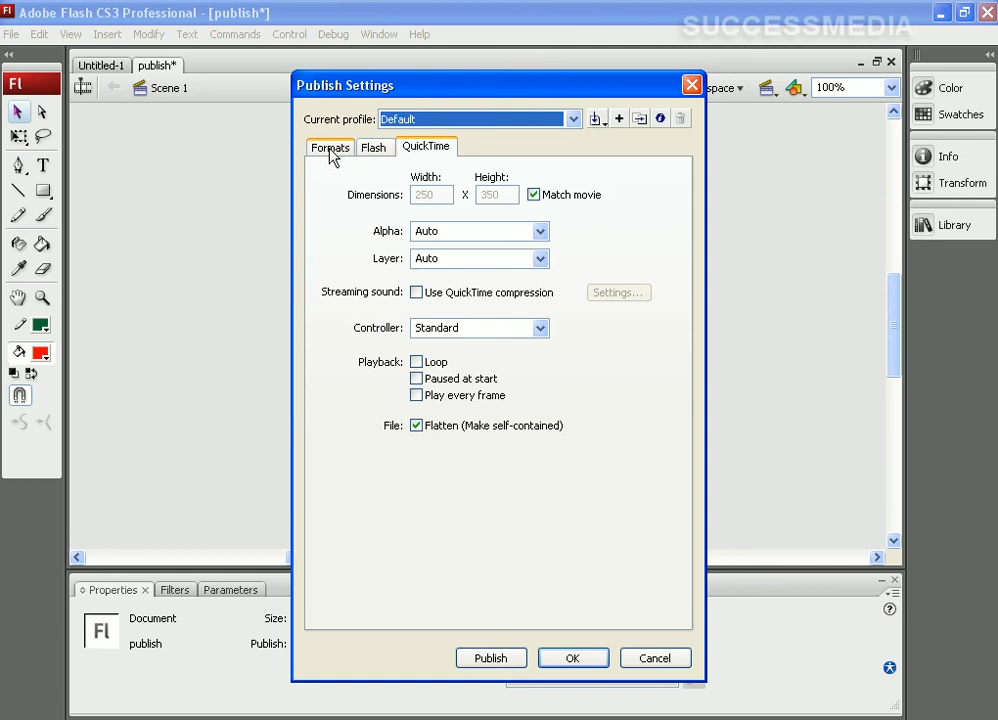 Fl Adobe Flash CS3 Professional - [publish*]
SUCCESSMEDIA
File Edit View Insert Modify Text Commands Control Debug Window Help
Untitled-1 publish*
Scene 1
space
100%
Fl
T
Color
Swatches
Info
Transform
Library
Publish Settings
Current profile: Default
Formats Flash QuickTime
Width: Height:
Dimensions: 250 X 350 Match movie
Alpha: Auto
Layer: Auto
Streaming sound: Use QuickTime compression Settings...
Controller: Standard
Playback: Loop
Paused at start
Play every frame
File: Flatten (Make self-contained)
Publish OK Cancel
Properties Filters Parameters
Fl
Document Size:
publish Publish: